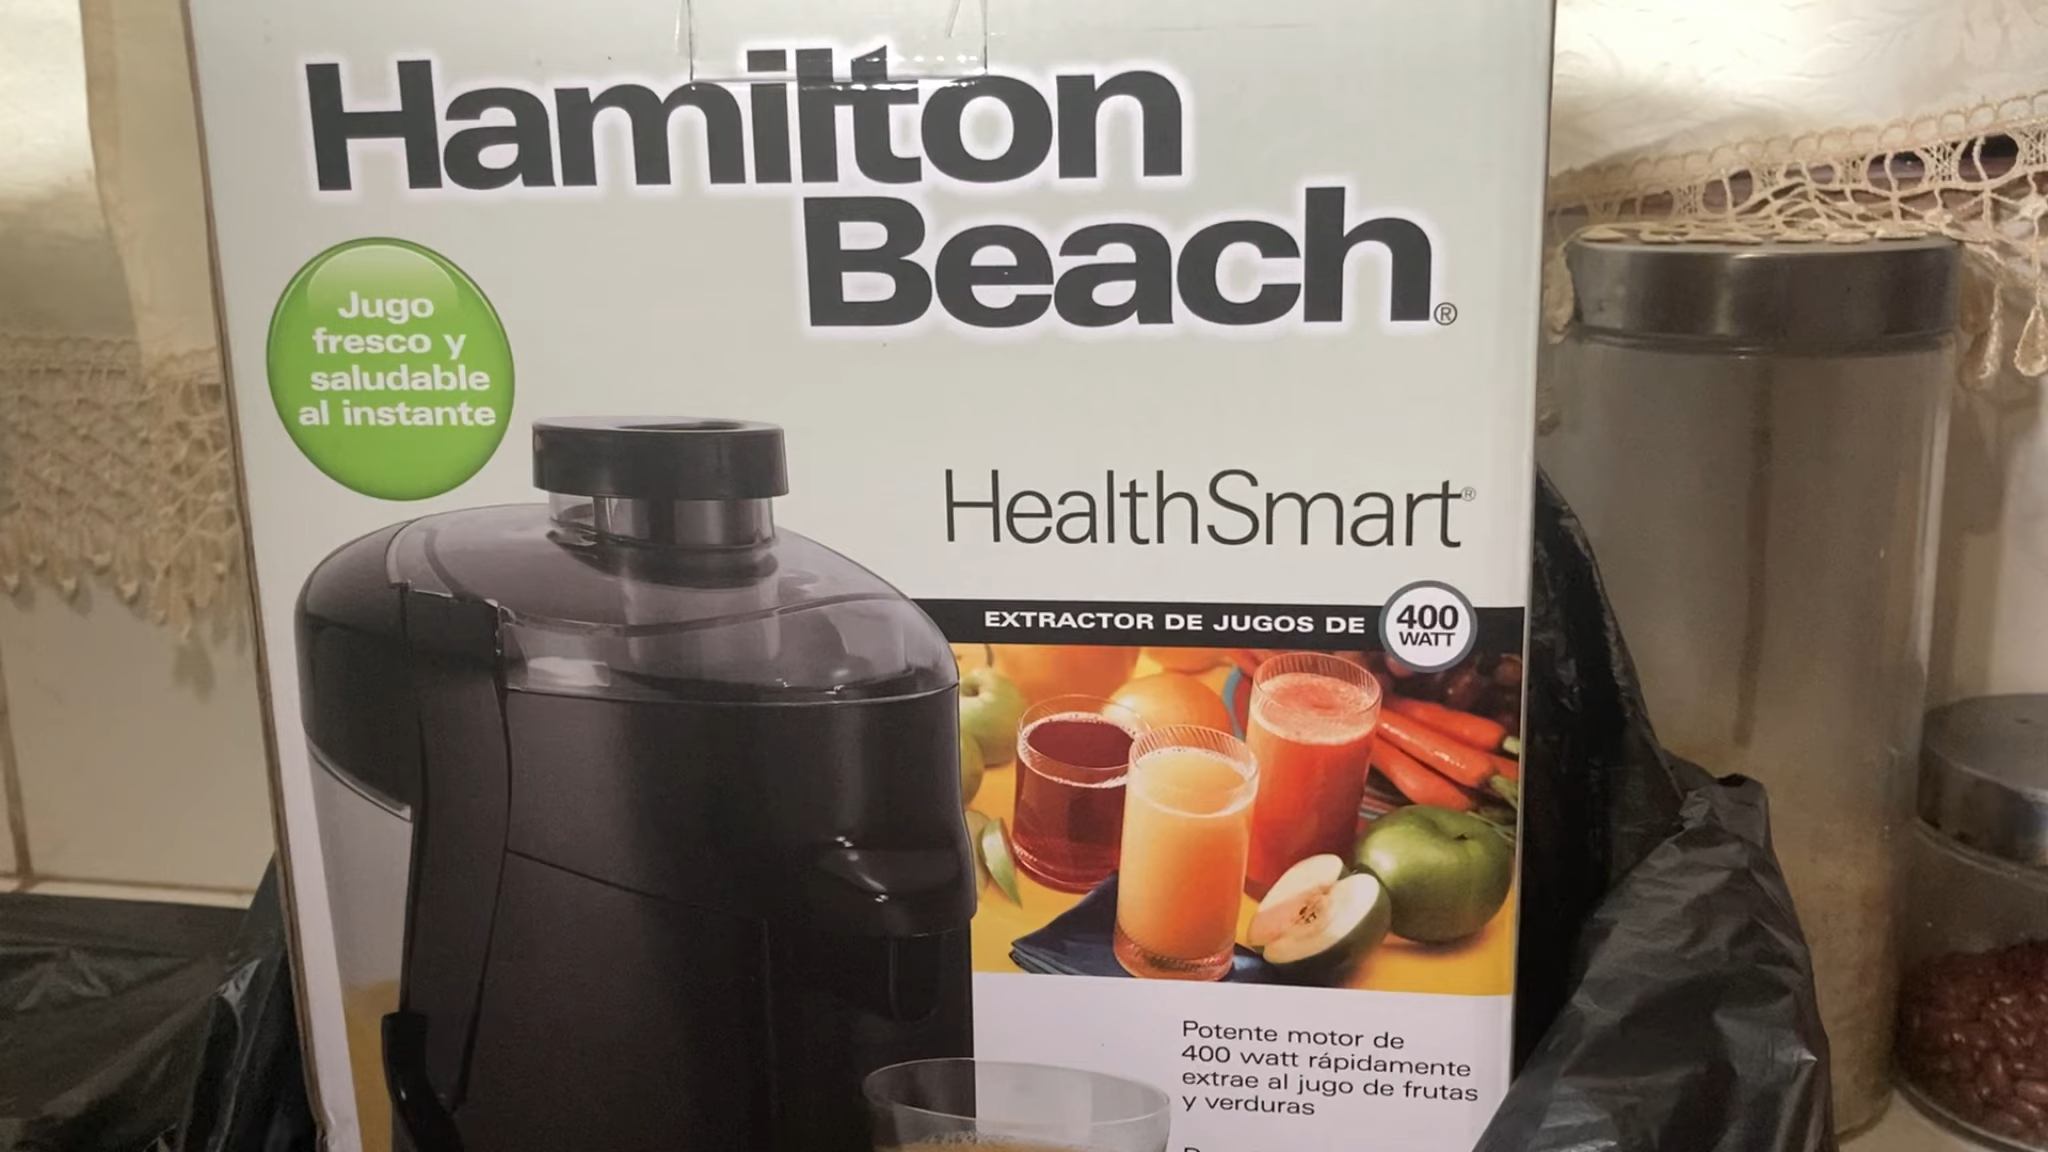 Hamilton
Beach®
Jugo
fresco y
saludable
al instante
HealthSmart®
EXTRACTOR DE JUGOS DE 400 WATT
Potente motor de
400 watt rápidamente
extrae al jugo de frutas
y verduras